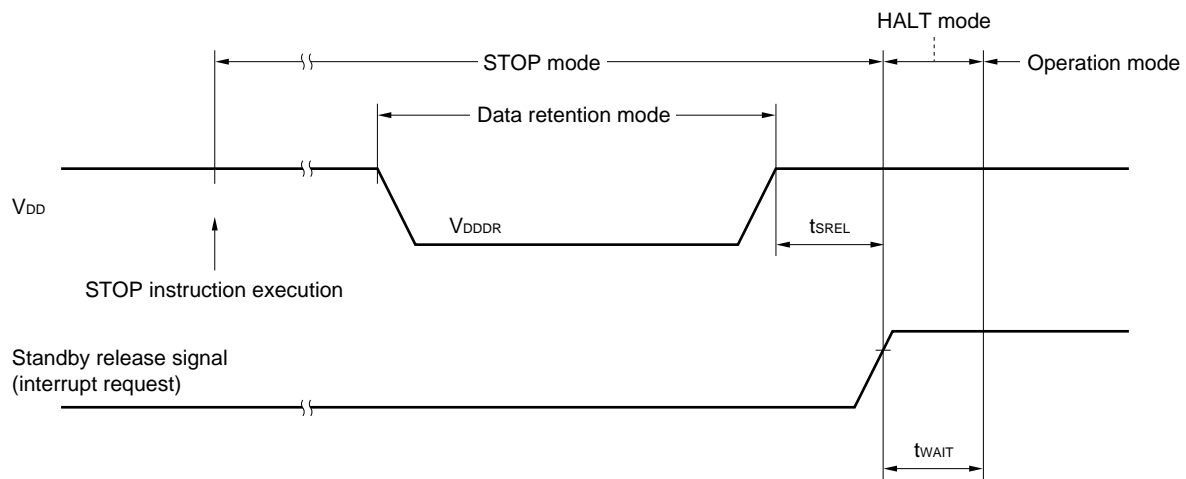 HALT mode
STOP mode
Operation mode
Data retention mode
VDD
VDDDR
tSREL
STOP instruction execution
Standby release signal
(interrupt request)
tWAIT